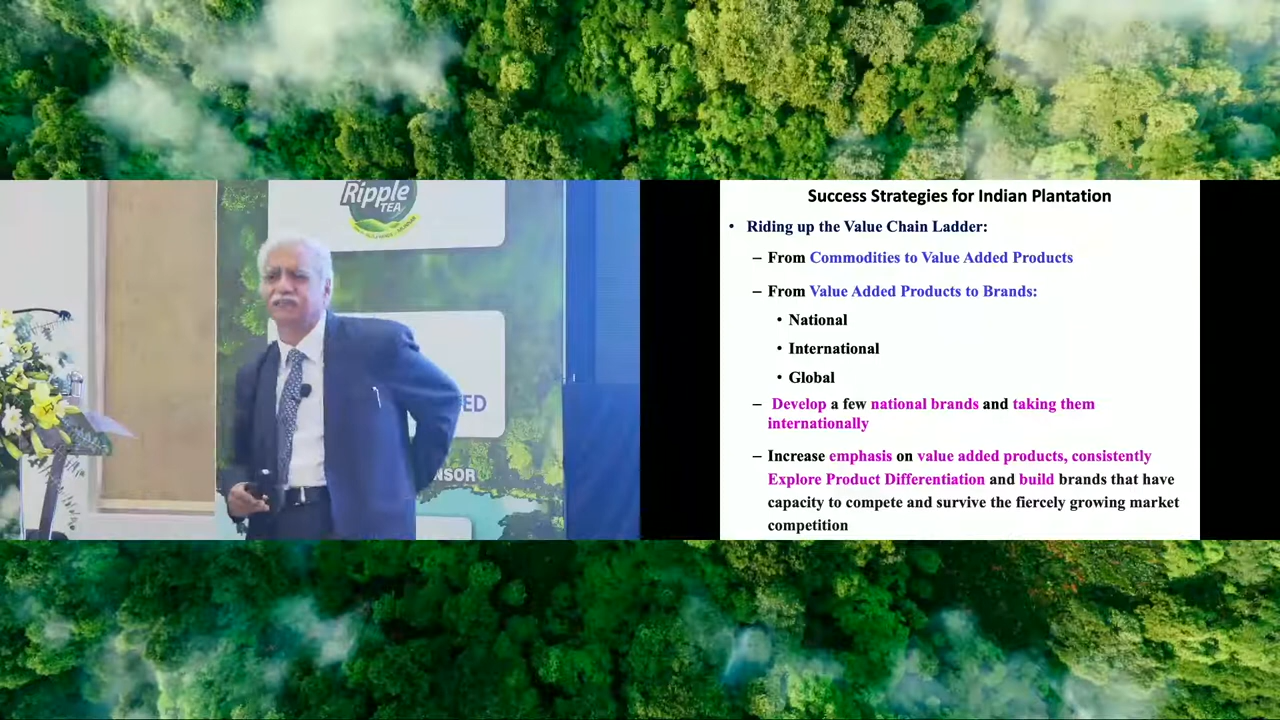 Ripple
TEA
ED
NSOR
Success Strategies for Indian Plantation
• Riding up the Value Chain Ladder:
– From Commodities to Value Added Products
– From Value Added Products to Brands:
• National
• International
• Global
– Develop a few national brands and taking them
internationally
– Increase emphasis on value added products, consistently
Explore Product Differentiation and build brands that have
capacity to compete and survive the fiercely growing market
competition